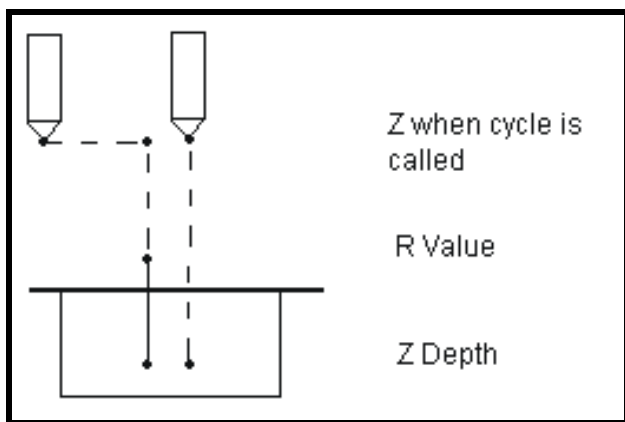 Z when cycle is
called
R Value
Z Depth